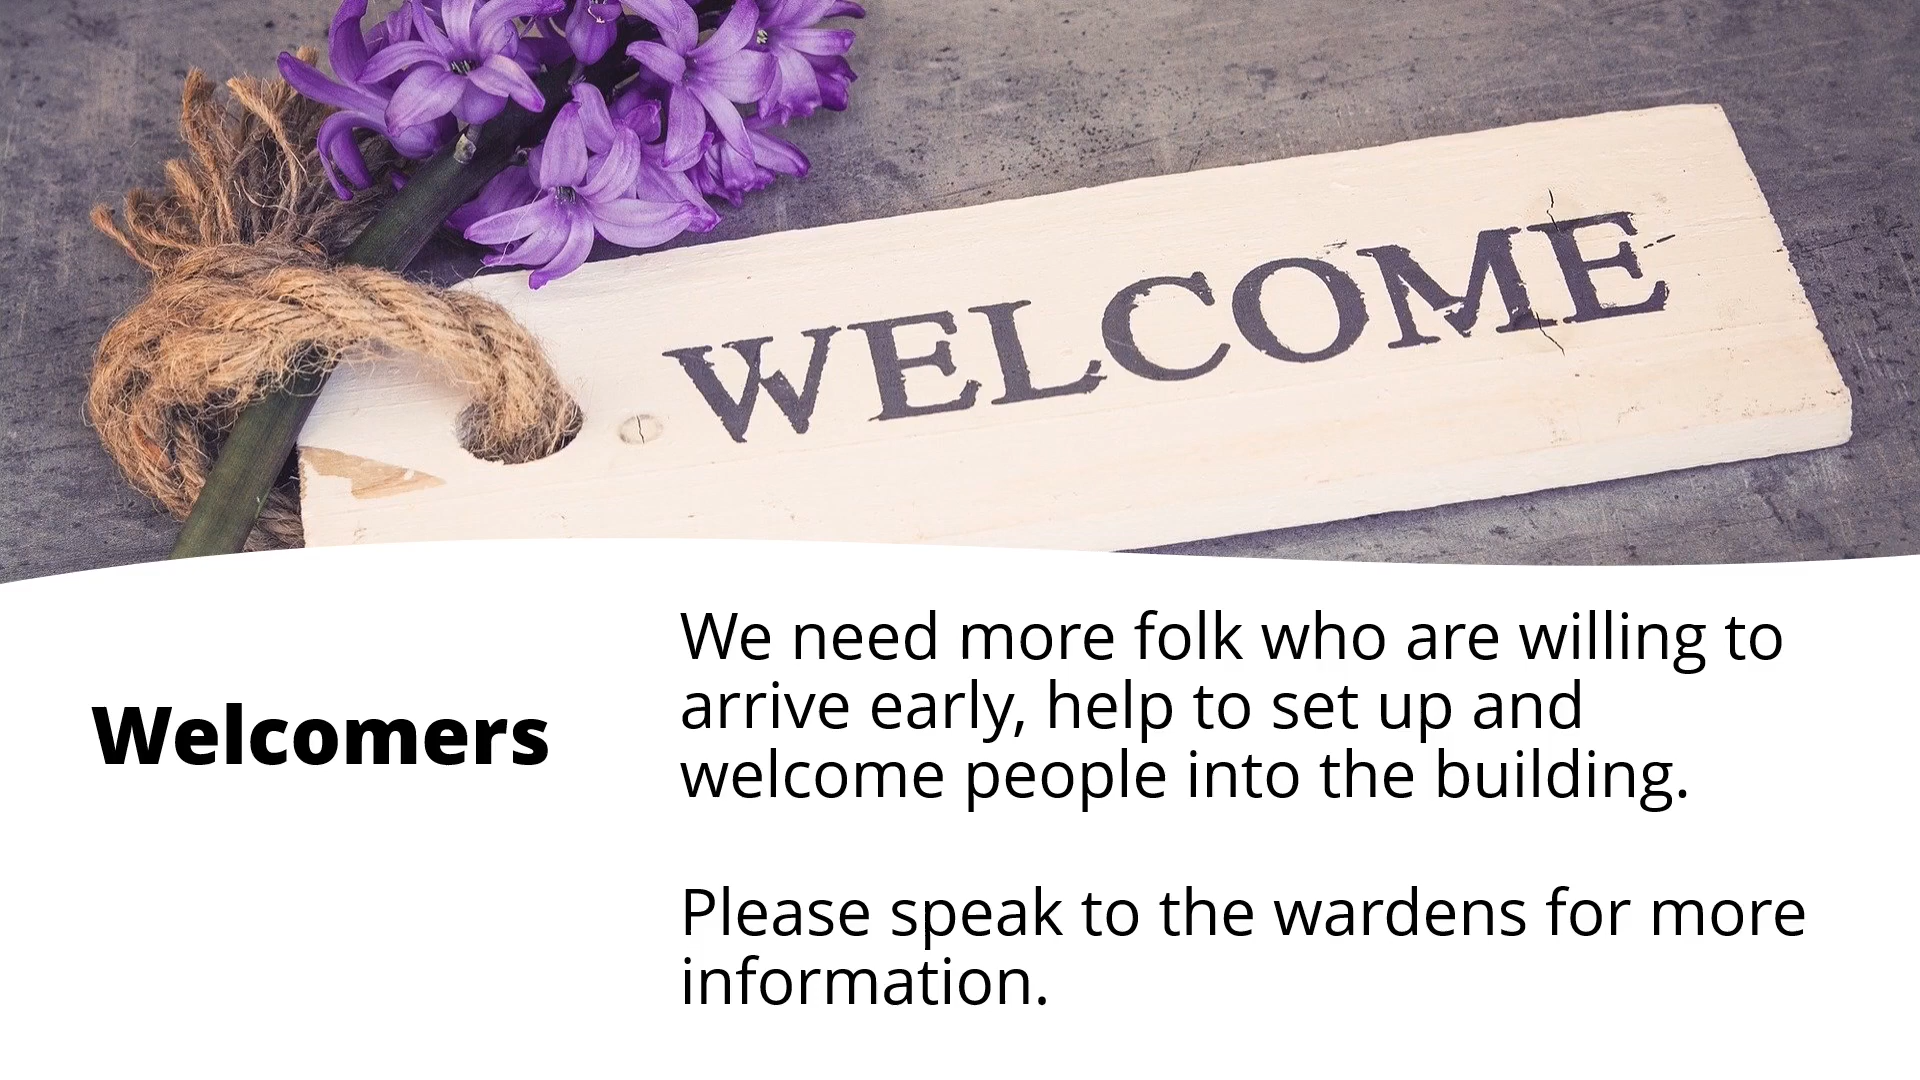 WELCOME
Welcomers
We need more folk who are willing to
arrive early, help to set up and
welcome people into the building.
Please speak to the wardens for more
information.